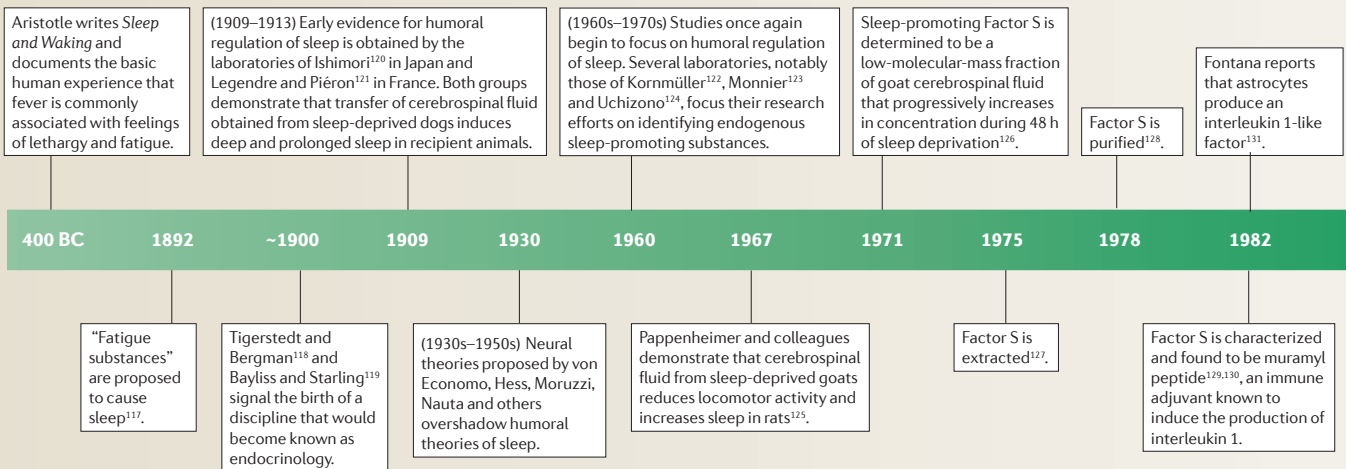 Aristotle writes Sleep
and Waking and
documents the basic
human experience that
fever is commonly
associated with feelings
of lethargy and fatigue.
(1909–1913) Early evidence for humoral
regulation of sleep is obtained by the
laboratories of Ishimori120 in Japan and
Legendre and Piéron121 in France. Both groups
demonstrate that transfer of cerebrospinal fluid
obtained from sleep-deprived dogs induces
deep and prolonged sleep in recipient animals.
(1960s–1970s) Studies once again
begin to focus on humoral regulation
of sleep. Several laboratories, notably
those of Kornmüller122, Monnier123
and Uchizono124, focus their research
efforts on identifying endogenous
sleep-promoting substances.
Sleep-promoting Factor S is
determined to be a
low-molecular-mass fraction
of goat cerebrospinal fluid
that progressively increases
in concentration during 48 h
of sleep deprivation126.
Factor S is
purified128.
Fontana reports
that astrocytes
produce an
interleukin 1-like
factor131.
400 BC 1892 ~1900 1909 1930 1960 1967 1971 1975 1978 1982
“Fatigue
substances”
are proposed
to cause
sleep117.
Tigerstedt and
Bergman118 and
Bayliss and Starling119
signal the birth of a
discipline that would
become known as
endocrinology.
(1930s–1950s) Neural
theories proposed by von
Economo, Hess, Moruzzi,
Nauta and others
overshadow humoral
theories of sleep.
Pappenheimer and colleagues
demonstrate that cerebrospinal
fluid from sleep-deprived goats
reduces locomotor activity and
increases sleep in rats125.
Factor S is
extracted127.
Factor S is characterized
and found to be muramyl
peptide129,130, an immune
adjuvant known to
induce the production of
interleukin 1.